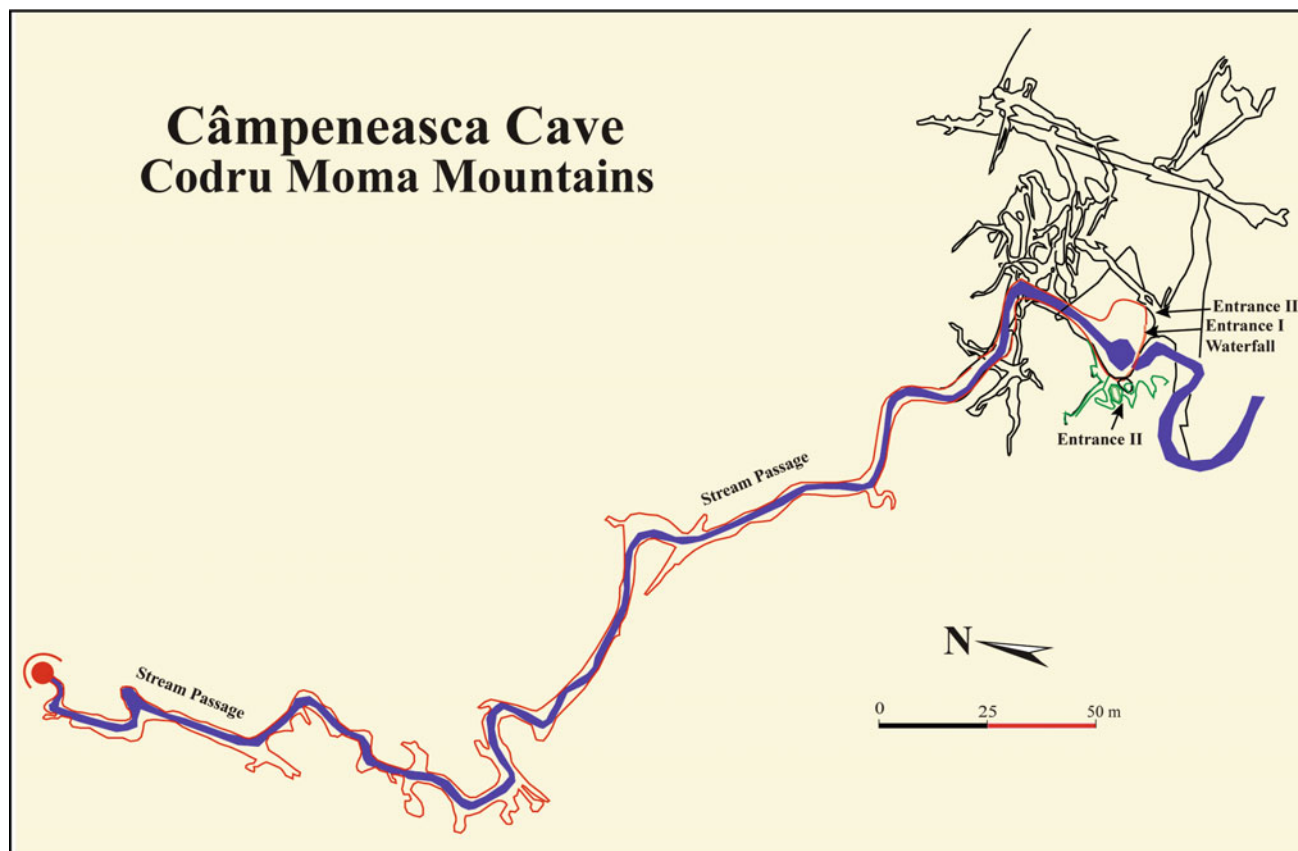 Câmpeneasca Cave
Codru Moma Mountains
Entrance II
Entrance I
Waterfall
Entrance II
Stream Passage
Stream Passage
N
0 25 50 m